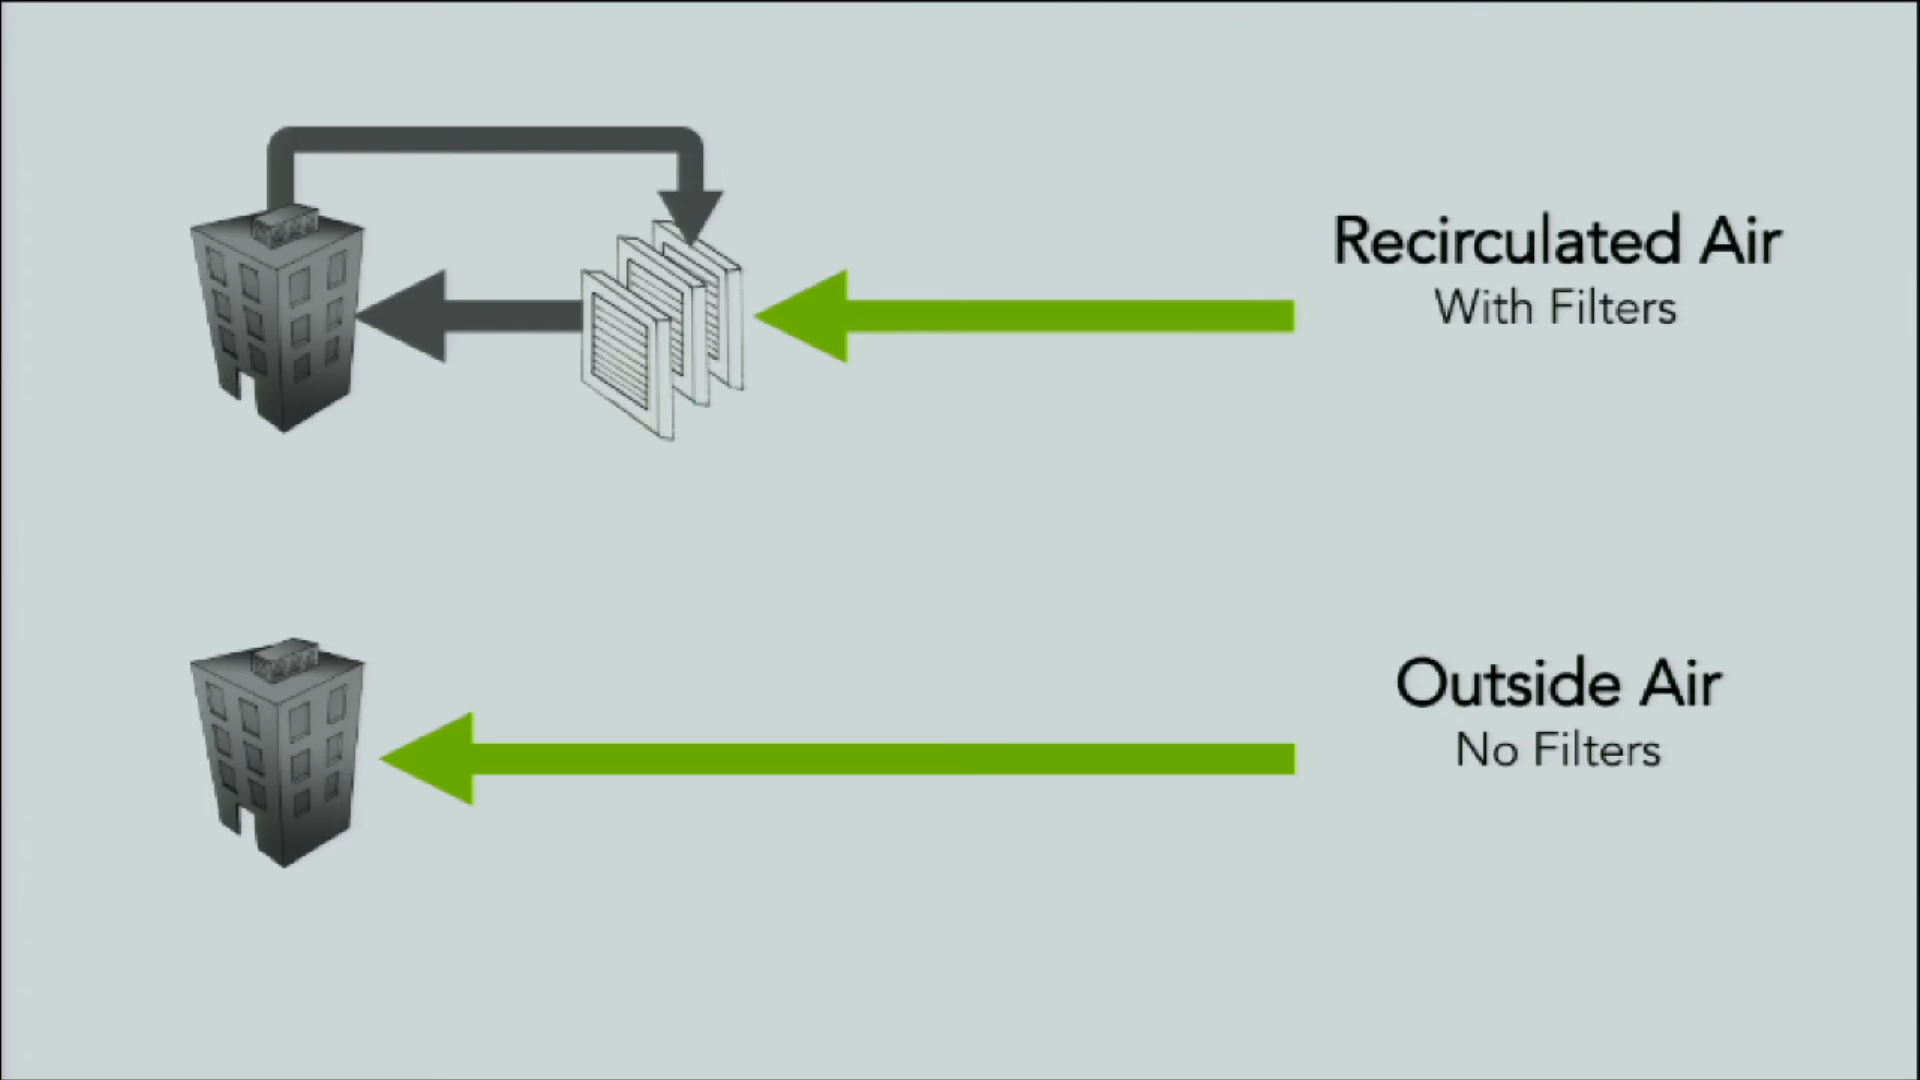 Recirculated Air
With Filters
Outside Air
No Filters